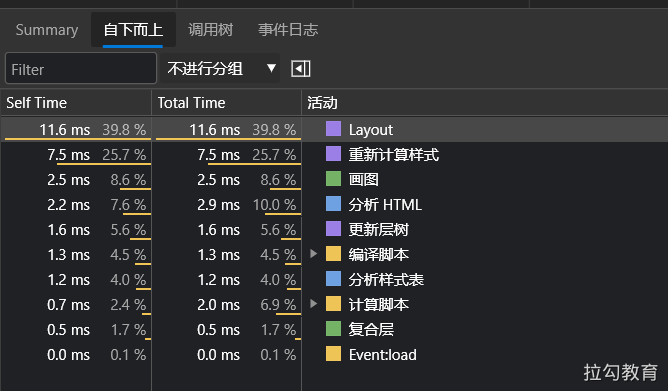 Summary 自下而上 调用树 事件日志
Filter 不进行分组
Self Time Total Time 活动
11.6 ms 39.8 % 11.6 ms 39.8 % Layout
7.5 ms 25.7 % 7.5 ms 25.7 % 重新计算样式
2.5 ms 8.6 % 2.5 ms 8.6 % 画图
2.2 ms 7.6 % 2.9 ms 10.0 % 分析 HTML
1.6 ms 5.6 % 1.6 ms 5.6 % 更新层树
1.3 ms 4.5 % 1.3 ms 4.5 % 编译脚本
1.2 ms 4.0 % 1.2 ms 4.0 % 分析样式表
0.7 ms 2.4 % 2.0 ms 6.9 % 计算脚本
0.5 ms 1.7 % 0.5 ms 1.7 % 复合层
0.0 ms 0.1 % 0.0 ms 0.1 % Event:load
拉勾教育